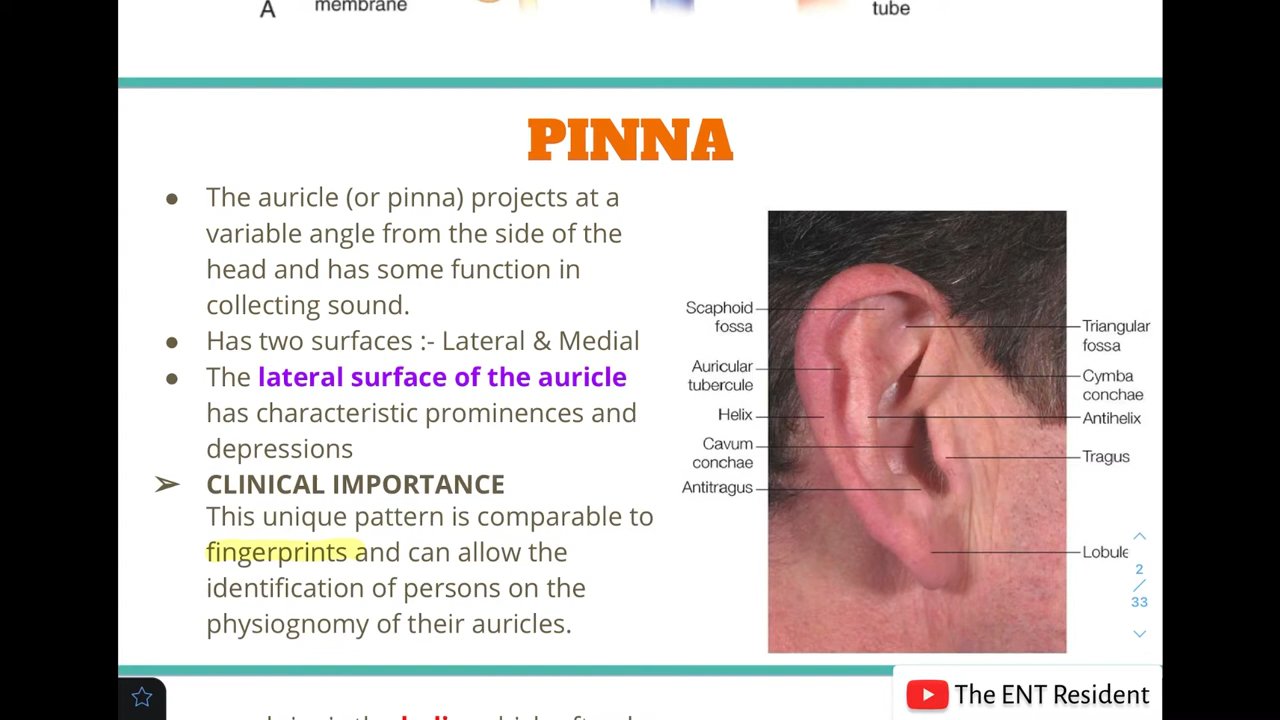 A
membrane
tube
PINNA
● The auricle (or pinna) projects at a
variable angle from the side of the
head and has some function in
collecting sound.
● Has two surfaces :- Lateral & Medial
● The lateral surface of the auricle
has characteristic prominences and
depressions
➢ CLINICAL IMPORTANCE
This unique pattern is comparable to
fingerprints and can allow the
identification of persons on the
physiognomy of their auricles.
Scaphoid
fossa
Auricular
tubercule
Helix
Cavum
conchae
Antitragus
Triangular
fossa
Cymba
conchae
Antihelix
Tragus
Lobule
2
/
33
The ENT Resident